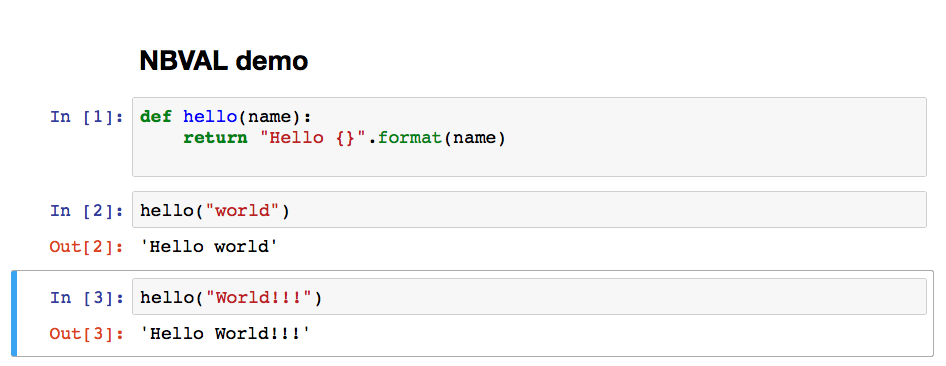 NBVAL demo
In [1]: def hello(name):
    return "Hello {}".format(name)
In [2]: hello("world")
Out[2]: 'Hello world'
In [3]: hello("World!!!")
Out[3]: 'Hello World!!!'